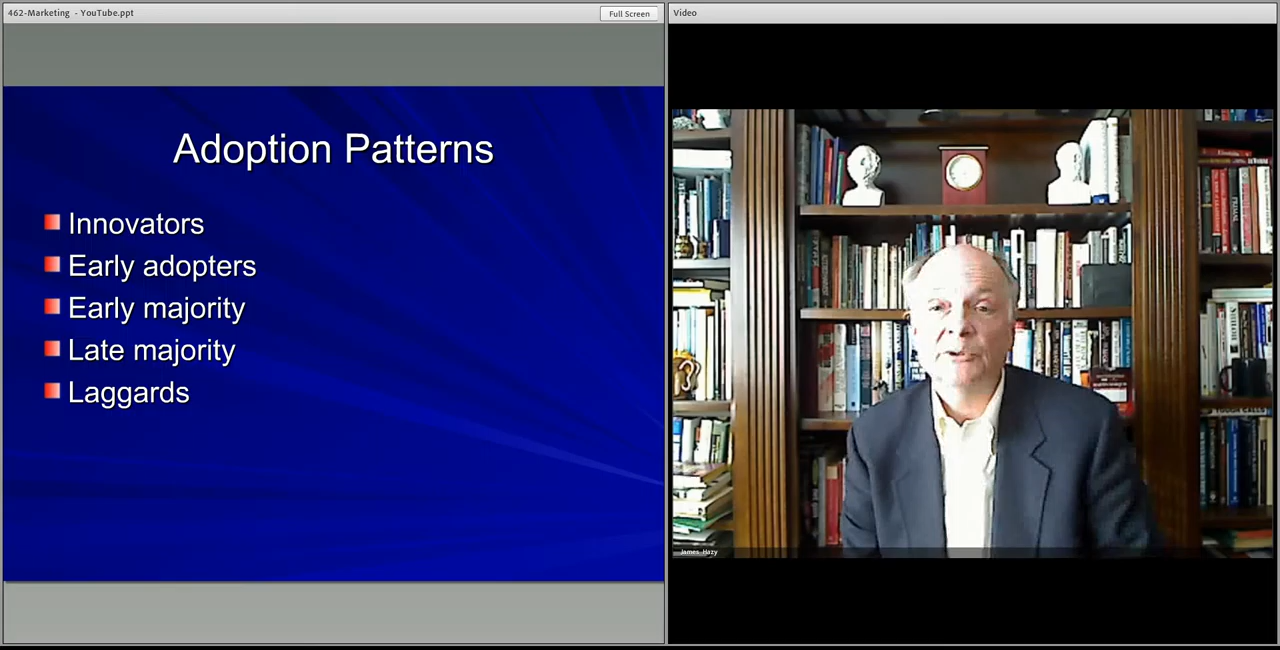 462-Marketing - YouTube.ppt
Full Screen
Video
Adoption Patterns
Innovators
Early adopters
Early majority
Late majority
Laggards
James Hazy